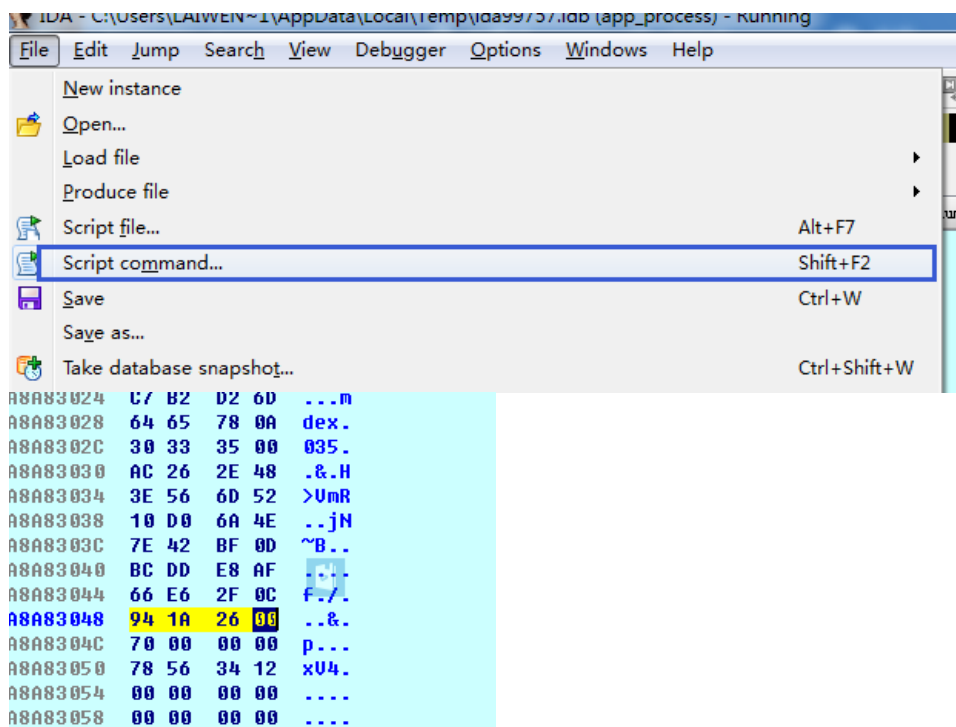 IDA - C:\Users\LAIWEN~1\AppData\Local\Temp\ida99757.idb (app_process) - Running
File Edit Jump Search View Debugger Options Windows Help
New instance
Open...
Load file
Produce file
Script file... Alt+F7
Script command... Shift+F2
Save Ctrl+W
Save as...
Take database snapshot... Ctrl+Shift+W
A8A83024 C7 B2 D2 6D ...m
A8A83028 64 65 78 0A dex.
A8A8302C 30 33 35 00 035.
A8A83030 AC 26 2E 48 .&.H
A8A83034 3E 56 6D 52 >VmR
A8A83038 10 D0 6A 4E ..jN
A8A8303C 7E 42 BF 0D ~B..
A8A83040 BC DD E8 AF ....
A8A83044 66 E6 2F 0C f./.
A8A83048 94 1A 26 00 ..&.
A8A8304C 70 00 00 00 p...
A8A83050 78 56 34 12 xV4.
A8A83054 00 00 00 00 ....
A8A83058 00 00 00 00 ....